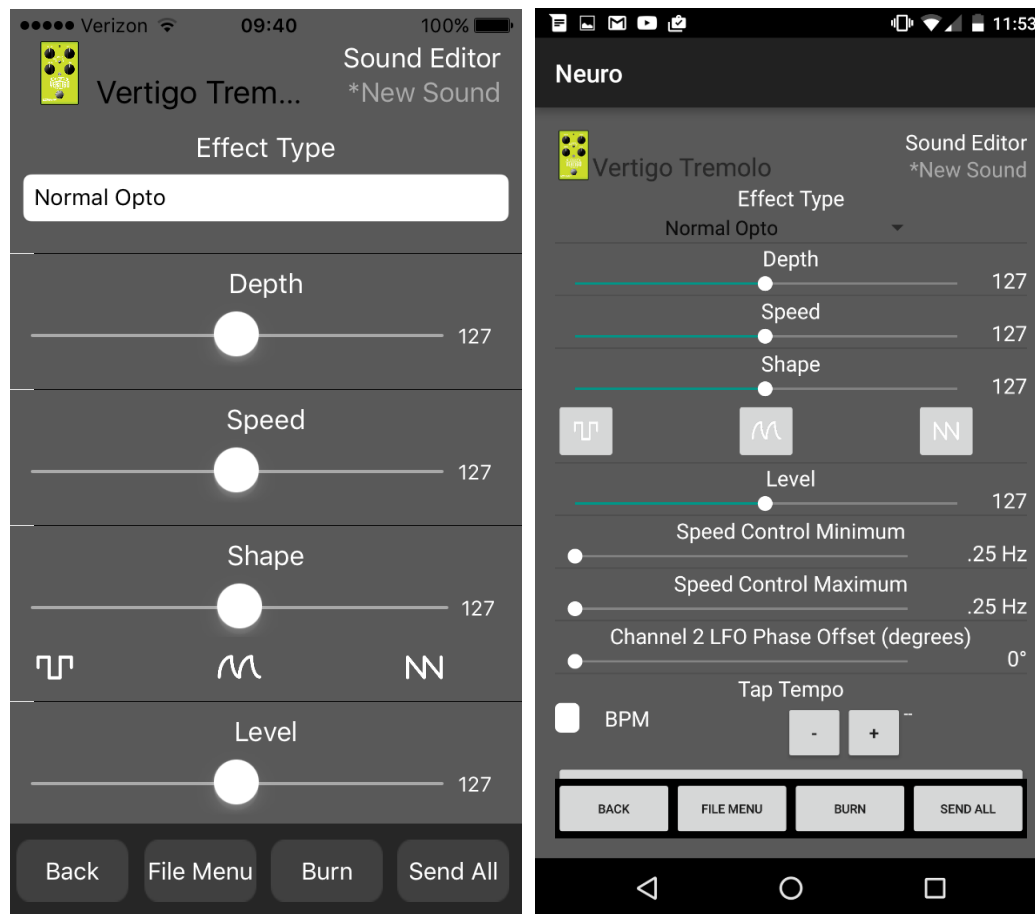 Verizon 09:40 100%
Sound Editor
Vertigo Trem... *New Sound
Effect Type
Normal Opto
Depth
127
Speed
127
Shape
127
Level
127
Back File Menu Burn Send All
11:53
Neuro
Sound Editor
Vertigo Tremolo *New Sound
Effect Type
Normal Opto
Depth
127
Speed
127
Shape
127
Level
127
Speed Control Minimum
.25 Hz
Speed Control Maximum
.25 Hz
Channel 2 LFO Phase Offset (degrees)
0°
Tap Tempo
BPM - + --
BACK FILE MENU BURN SEND ALL